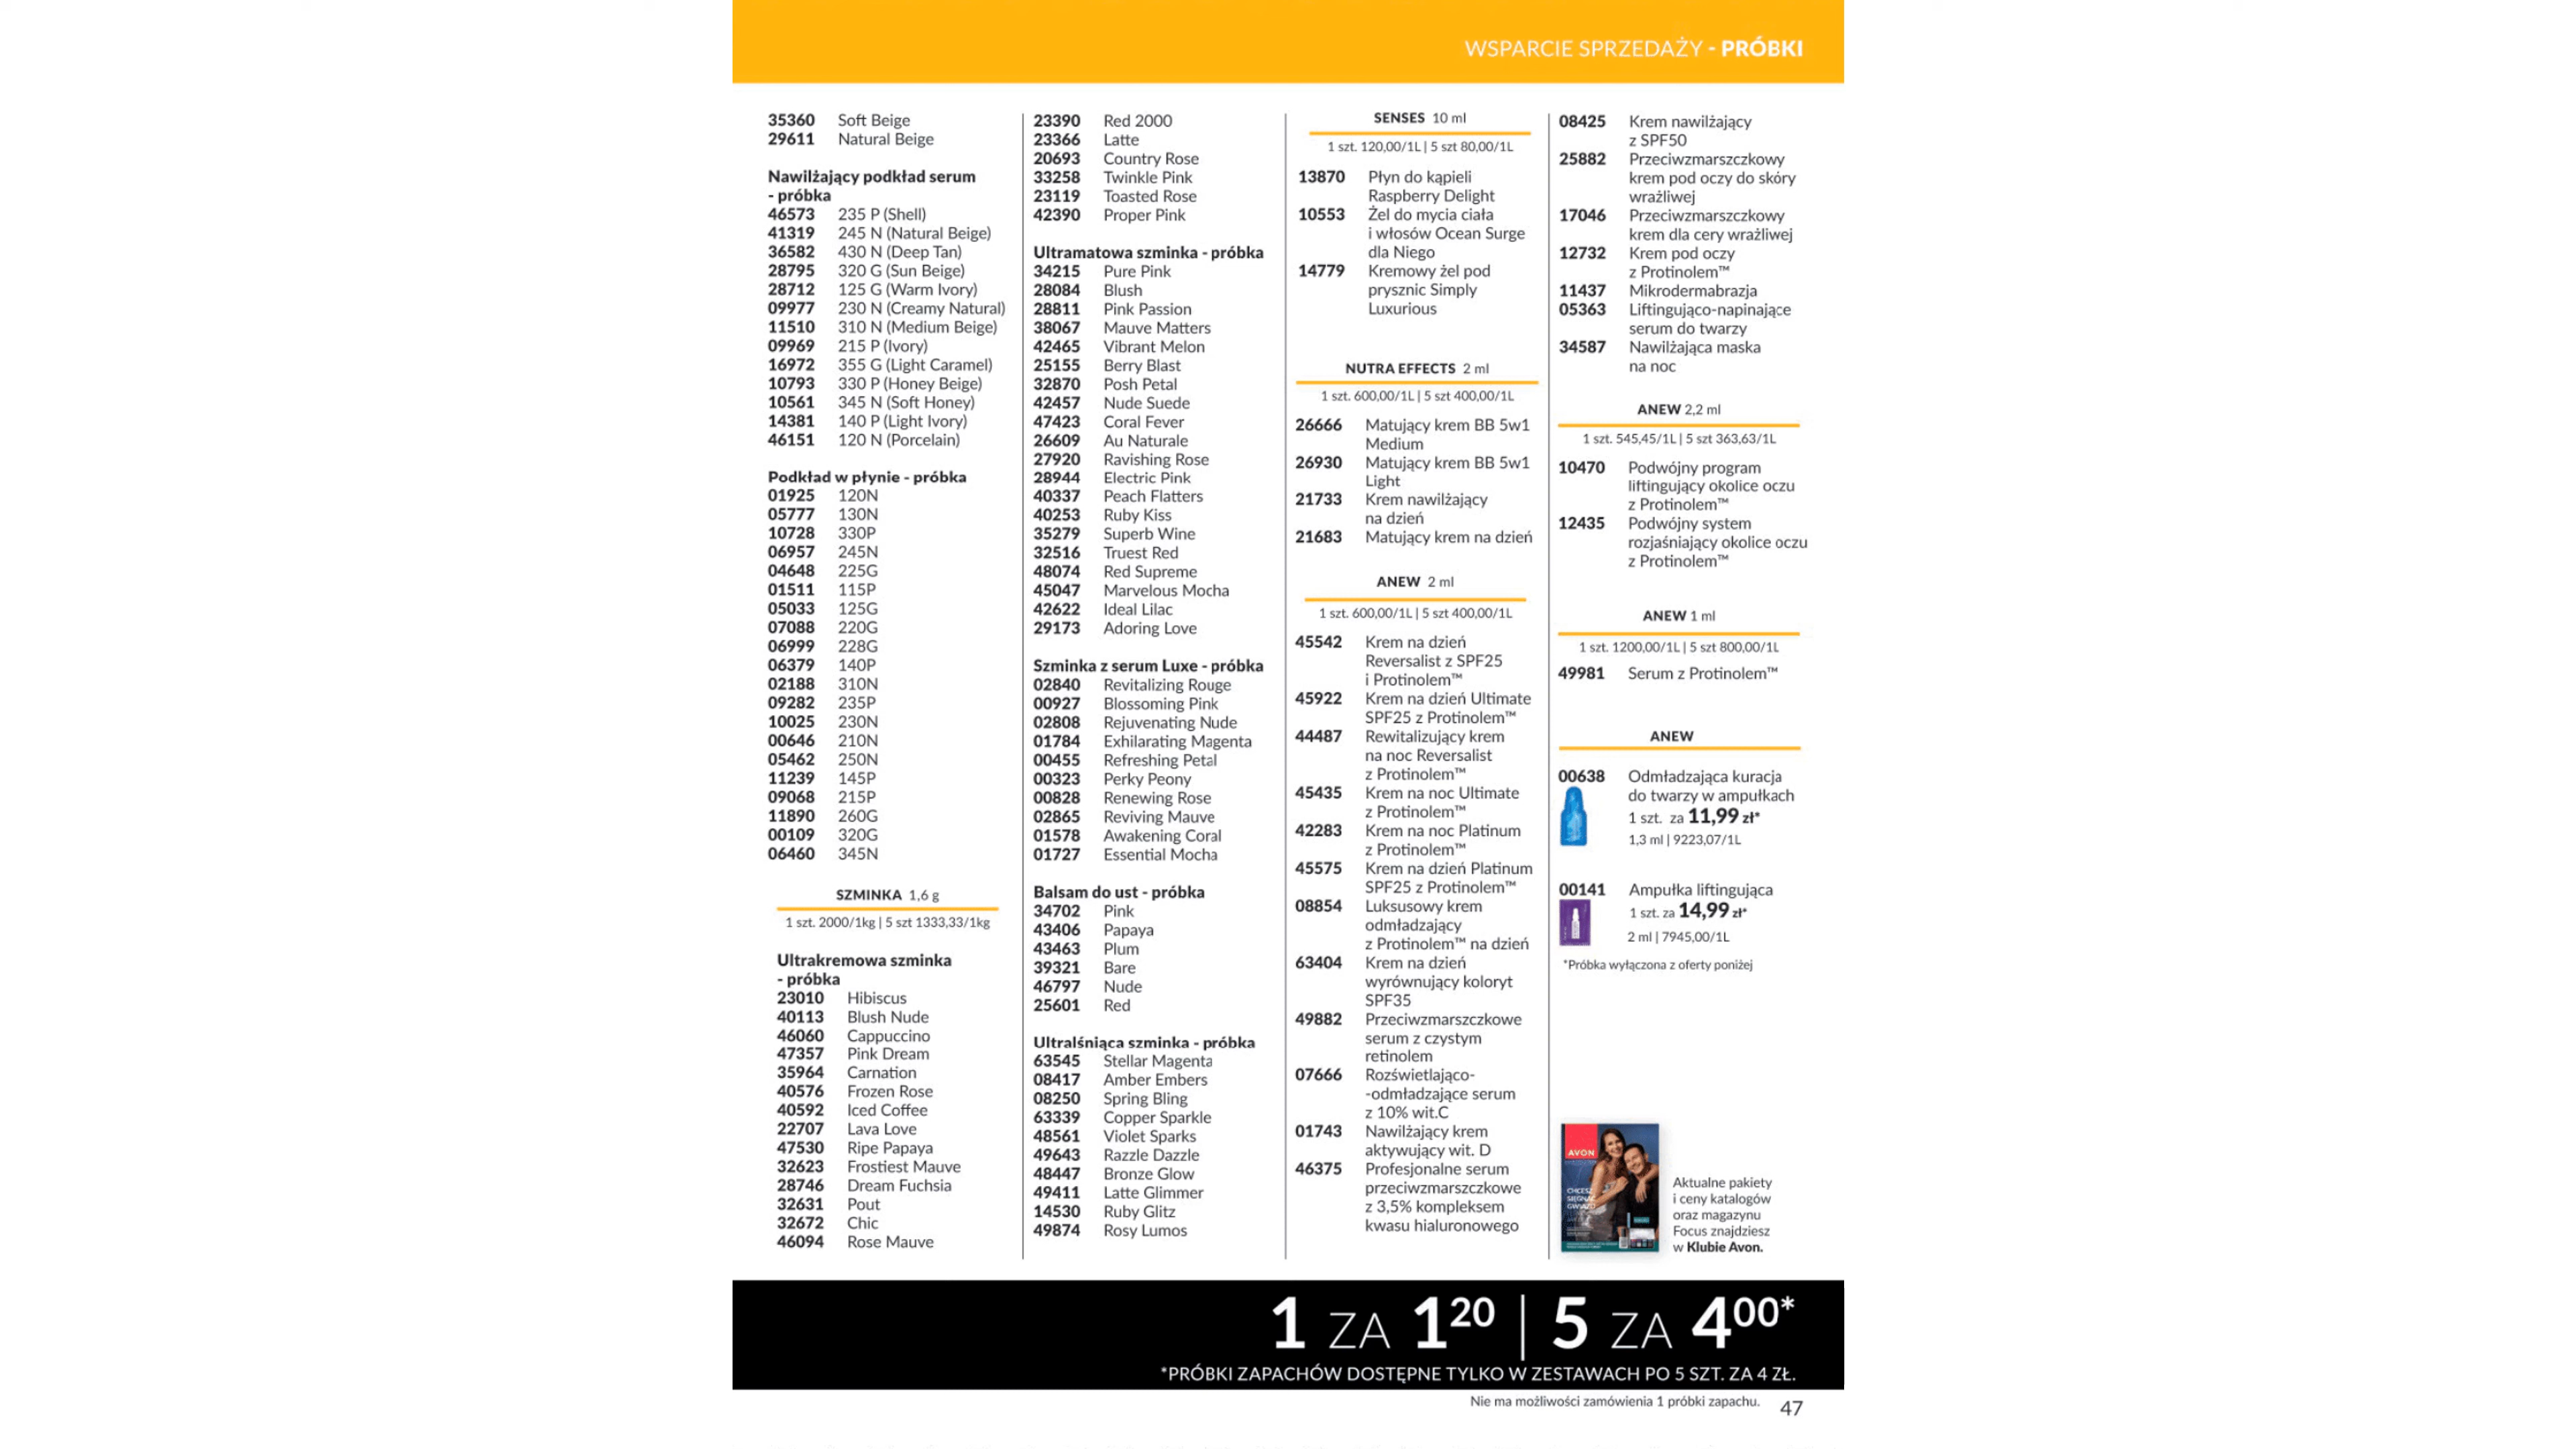 WSPARCIE SPRZEDAŻY - PRÓBKI
35360 Soft Beige
29611 Natural Beige
Nawilżający podkład serum
- próbka
46573 235 P (Shell)
41319 245 N (Natural Beige)
36582 430 N (Deep Tan)
28795 320 G (Sun Beige)
28712 125 G (Warm Ivory)
09977 230 N (Creamy Natural)
11510 310 N (Medium Beige)
09969 215 P (Ivory)
16972 355 G (Light Caramel)
10793 330 P (Honey Beige)
10561 345 N (Soft Honey)
14381 140 P (Light Ivory)
46151 120 N (Porcelain)
Podkład w płynie - próbka
01925 120N
05777 130N
10728 330P
06957 245N
04648 225G
01511 115P
05033 125G
07088 220G
06999 228G
06379 140P
02188 310N
09282 235P
10025 230N
00646 210N
05462 250N
11239 145P
09068 215P
11890 260G
00109 320G
06460 345N
SZMINKA 1,6 g
1 szt. 2000/1kg | 5 szt 1333,33/1kg
Ultrakremowa szminka
- próbka
23010 Hibiscus
40113 Blush Nude
46060 Cappuccino
47357 Pink Dream
35964 Carnation
40576 Frozen Rose
40592 Iced Coffee
22707 Lava Love
47530 Ripe Papaya
32623 Frostiest Mauve
28746 Dream Fuchsia
32631 Pout
32672 Chic
46094 Rose Mauve
23390 Red 2000
23366 Latte
20693 Country Rose
33258 Twinkle Pink
23119 Toasted Rose
42390 Proper Pink
Ultramatowa szminka - próbka
34215 Pure Pink
28084 Blush
28811 Pink Passion
38067 Mauve Matters
42465 Vibrant Melon
25155 Berry Blast
32870 Posh Petal
42457 Nude Suede
47423 Coral Fever
26609 Au Naturale
27920 Ravishing Rose
28944 Electric Pink
40337 Peach Flatters
40253 Ruby Kiss
35279 Superb Wine
32516 Truest Red
48074 Red Supreme
45047 Marvelous Mocha
42622 Ideal Lilac
29173 Adoring Love
Szminka z serum Luxe - próbka
02840 Revitalizing Rouge
00927 Blossoming Pink
02808 Rejuvenating Nude
01784 Exhilarating Magenta
00455 Refreshing Petal
00323 Perky Peony
00828 Renewing Rose
02865 Reviving Mauve
01578 Awakening Coral
01727 Essential Mocha
Balsam do ust - próbka
34702 Pink
43406 Papaya
43463 Plum
39321 Bare
46797 Nude
25601 Red
Ultralśniąca szminka - próbka
63545 Stellar Magenta
08417 Amber Embers
08250 Spring Bling
63339 Copper Sparkle
48561 Violet Sparks
49643 Razzle Dazzle
48447 Bronze Glow
49411 Latte Glimmer
14530 Ruby Glitz
49874 Rosy Lumos
SENSES 10 ml
1 szt. 120,00/1L | 5 szt 80,00/1L
13870 Płyn do kąpieli
Raspberry Delight
10553 Żel do mycia ciała
i włosów Ocean Surge
dla Niego
14779 Kremowy żel pod
prysznic Simply
Luxurious
NUTRA EFFECTS 2 ml
1 szt. 600,00/1L | 5 szt 400,00/1L
26666 Matujący krem BB 5w1
Medium
26930 Matujący krem BB 5w1
Light
21733 Krem nawilżający
na dzień
21683 Matujący krem na dzień
ANEW 2 ml
1 szt. 600,00/1L | 5 szt 400,00/1L
45542 Krem na dzień
Reversalist z SPF25
i Protinolem™
45922 Krem na dzień Ultimate
SPF25 z Protinolem™
44487 Rewitalizujący krem
na noc Reversalist
z Protinolem™
45435 Krem na noc Ultimate
z Protinolem™
42283 Krem na noc Platinum
z Protinolem™
45575 Krem na dzień Platinum
SPF25 z Protinolem™
08854 Luksusowy krem
odmładzający
z Protinolem™ na dzień
63404 Krem na dzień
wyrównujący koloryt
SPF35
49882 Przeciwzmarszczkowe
serum z czystym
retinolem
07666 Rozświetlająco-
-odmładzające serum
z 10% wit.C
01743 Nawilżający krem
aktywujący wit. D
46375 Profesjonalne serum
przeciwzmarszczkowe
z 3,5% kompleksem
kwasu hialuronowego
08425 Krem nawilżający
z SPF50
25882 Przeciwzmarszczkowy
krem pod oczy do skóry
wrażliwej
17046 Przeciwzmarszczkowy
krem dla cery wrażliwej
12732 Krem pod oczy
z Protinolem™
11437 Mikrodermabrazja
05363 Liftingująco-napinające
serum do twarzy
34587 Nawilżająca maska
na noc
ANEW 2,2 ml
1 szt. 545,45/1L | 5 szt 363,63/1L
10470 Podwójny program
liftingujący okolice oczu
z Protinolem™
12435 Podwójny system
rozjaśniający okolice oczu
z Protinolem™
ANEW 1 ml
1 szt. 1200,00/1L | 5 szt 800,00/1L
49981 Serum z Protinolem™
ANEW
00638 Odmładzająca kuracja
do twarzy w ampułkach
1 szt. za 11,99 zł*
1,3 ml | 9223,07/1L
00141 Ampułka liftingująca
1 szt. za 14,99 zł*
2 ml | 7945,00/1L
*Próbka wyłączona z oferty poniżej
AVON
CHCESZ
SIĘGNĄĆ
GWIAZD
Aktualne pakiety
i ceny katalogów
oraz magazynu
Focus znajdziesz
w Klubie Avon.
1 ZA 1 20 | 5 ZA 4 00*
*PRÓBKI ZAPACHÓW DOSTĘPNE TYLKO W ZESTAWACH PO 5 SZT. ZA 4 ZŁ.
Nie ma możliwości zamówienia 1 próbki zapachu.
47